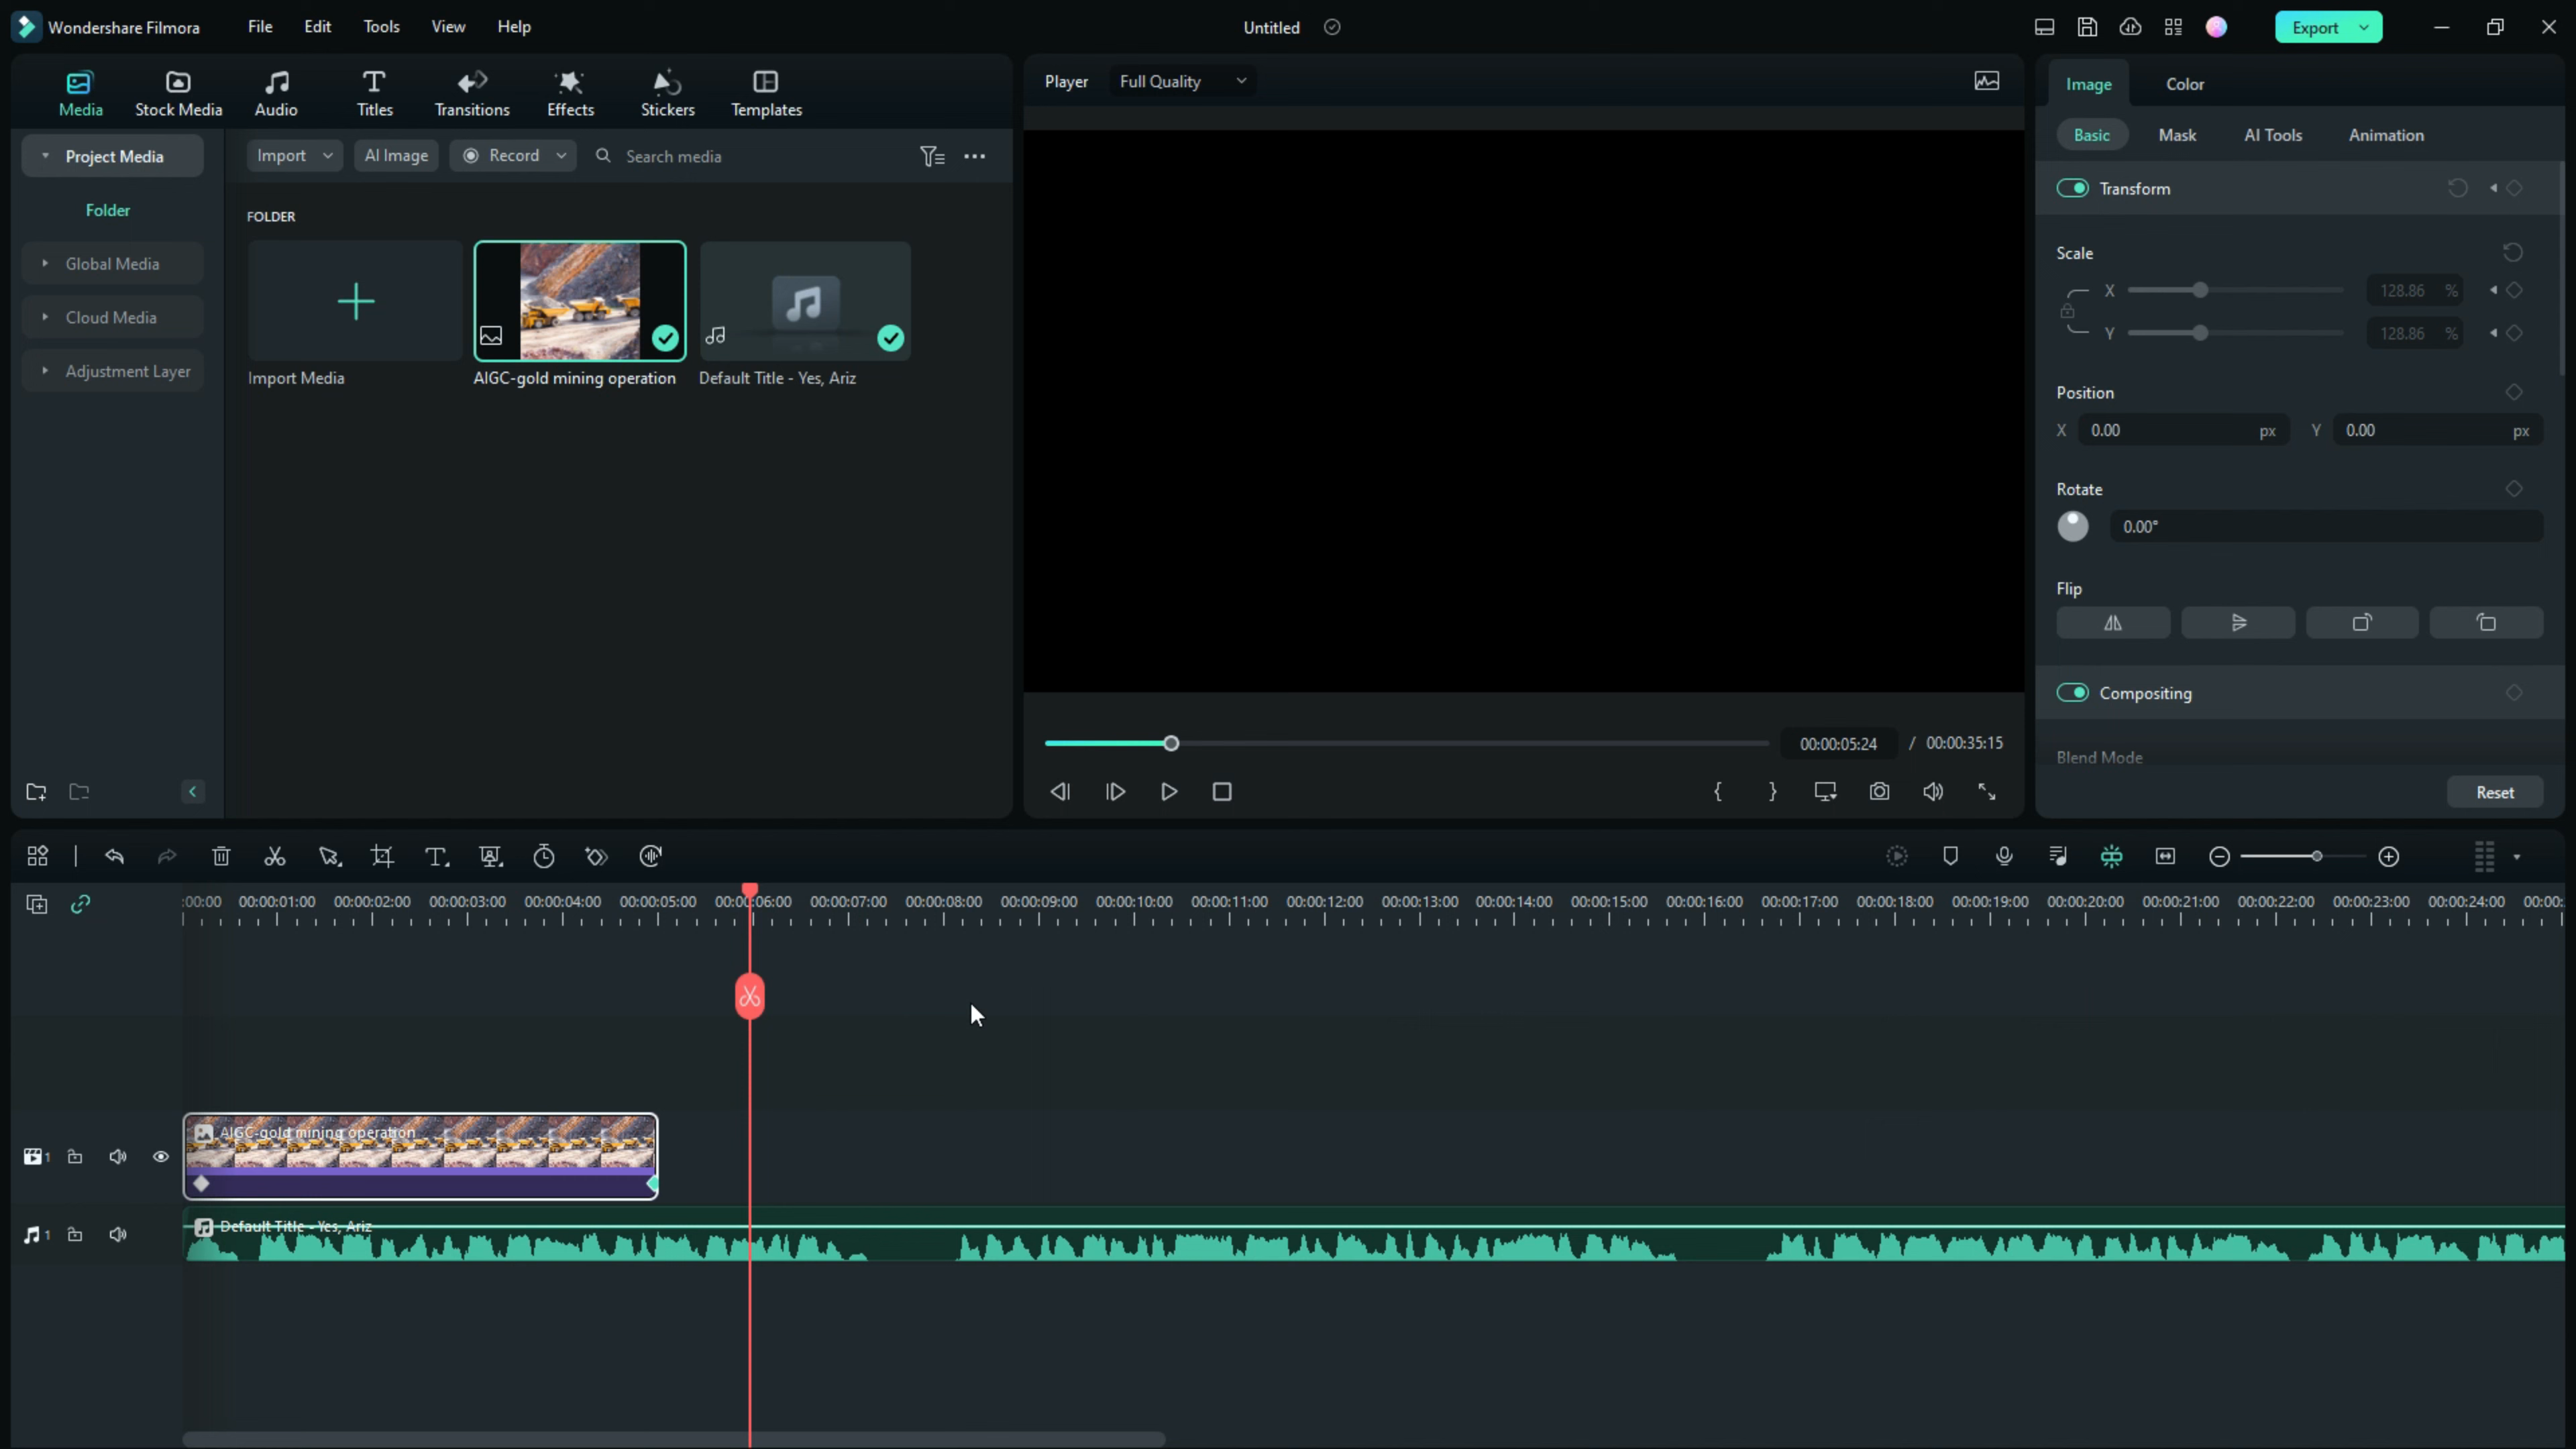 Wondershare Filmora File Edit Tools View Help Untitled Export
Media Stock Media Audio Titles Transitions Effects Stickers Templates
Player Full Quality
Image Color
Basic Mask AI Tools Animation
Project Media
Folder
Global Media
Cloud Media
Adjustment Layer
Import AI Image Record Search media
FOLDER
Import Media AIGC-gold mining operation Default Title - Yes, Ariz
00:00:05:24 / 00:00:35:15
Transform
Scale
X 128.86 %
Y 128.86 %
Position
X 0.00 px Y 0.00 px
Rotate
0.00°
Flip
Compositing
Blend Mode
Reset
:00:00 00:00:01:00 00:00:02:00 00:00:03:00 00:00:04:00 00:00:05:00 00:00:06:00 00:00:07:00 00:00:08:00 00:00:09:00 00:00:10:00 00:00:11:00 00:00:12:00 00:00:13:00 00:00:14:00 00:00:15:00 00:00:16:00 00:00:17:00 00:00:18:00 00:00:19:00 00:00:20:00 00:00:21:00 00:00:22:00 00:00:23:00 00:00:24:00 00:00:
AIGC-gold mining operation
1
Default Title - Yes, Ariz
1